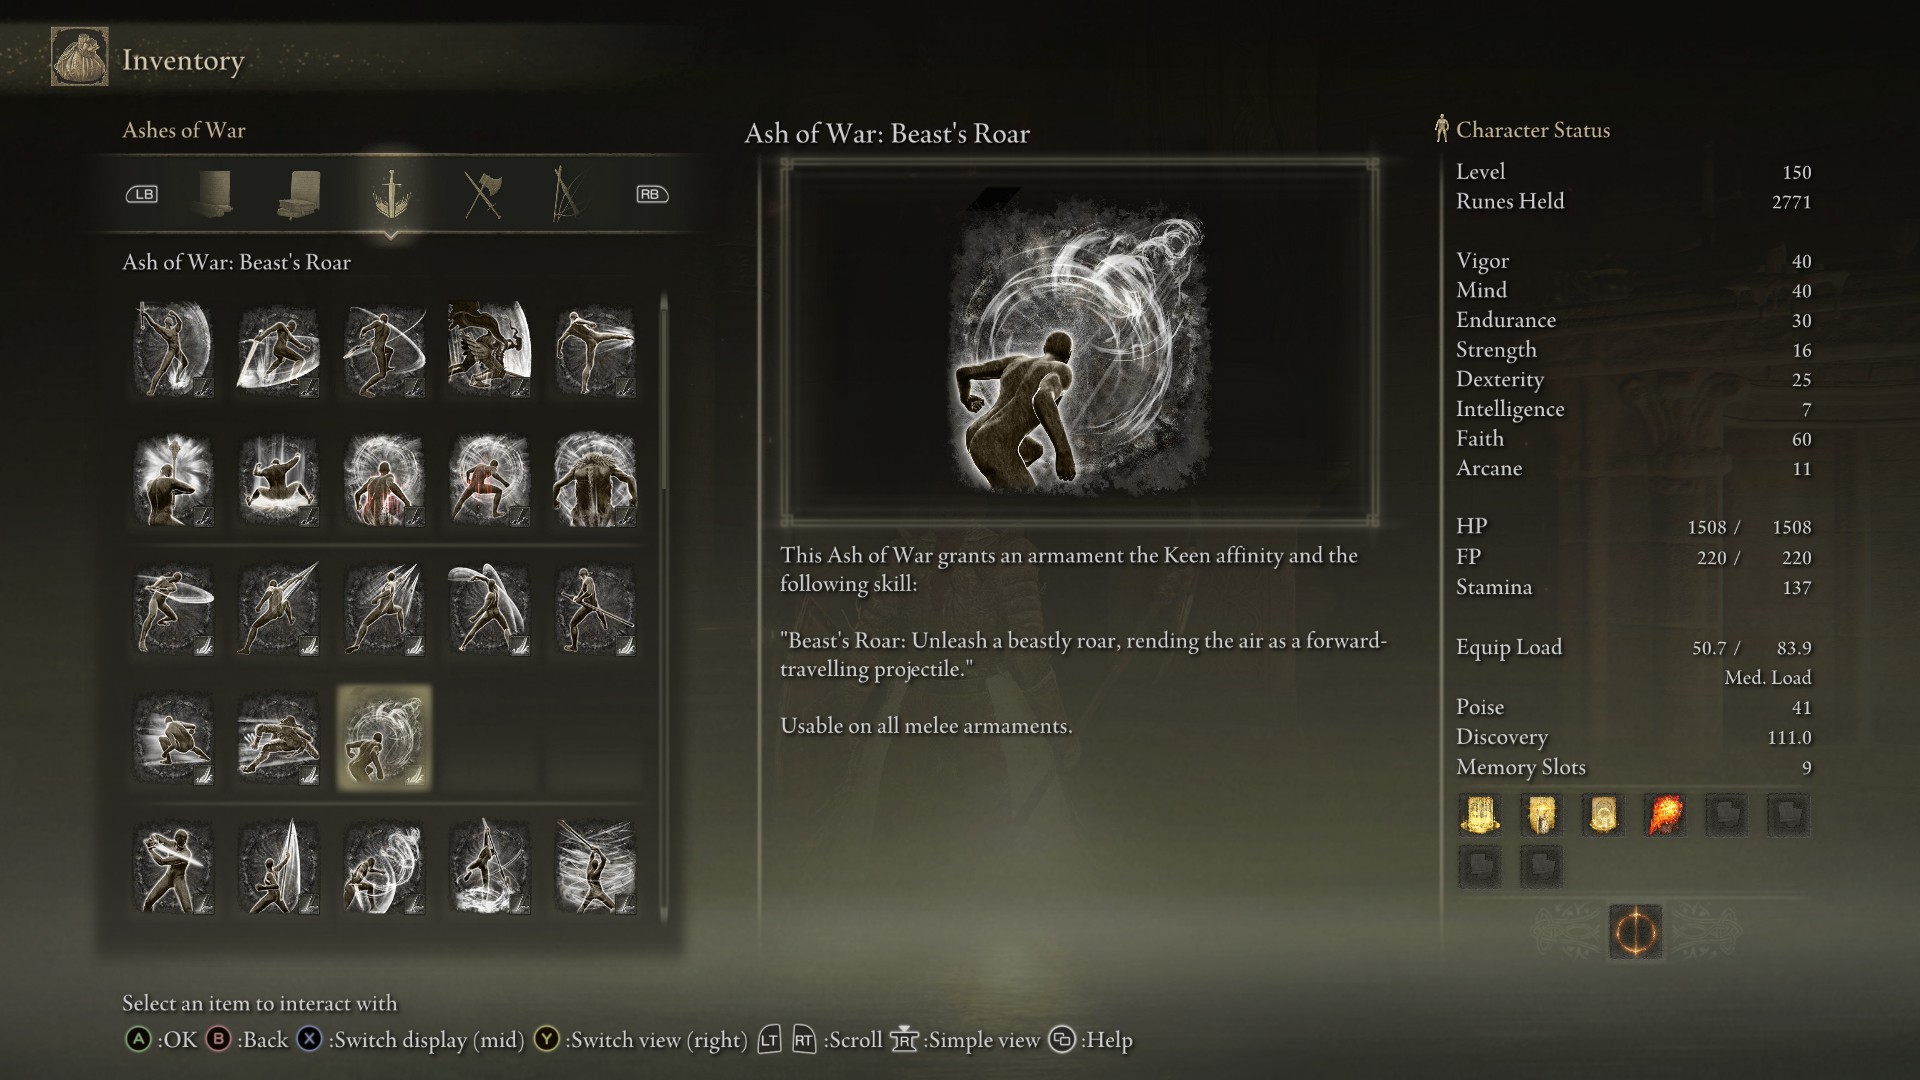 Inventory
Ashes of War
LB
RB
Ash of War: Beast's Roar
Ash of War: Beast's Roar
This Ash of War grants an armament the Keen affinity and the
following skill:
"Beast's Roar: Unleash a beastly roar, rending the air as a forward-
travelling projectile."
Usable on all melee armaments.
Character Status
Level 150
Runes Held 2771
Vigor 40
Mind 40
Endurance 30
Strength 16
Dexterity 25
Intelligence 7
Faith 60
Arcane 11
HP 1508 / 1508
FP 220 / 220
Stamina 137
Equip Load 50.7 / 83.9
Med. Load
Poise 41
Discovery 111.0
Memory Slots 9
Select an item to interact with
A :OK B :Back X :Switch display (mid) Y :Switch view (right) LT RT :Scroll R :Simple view :Help